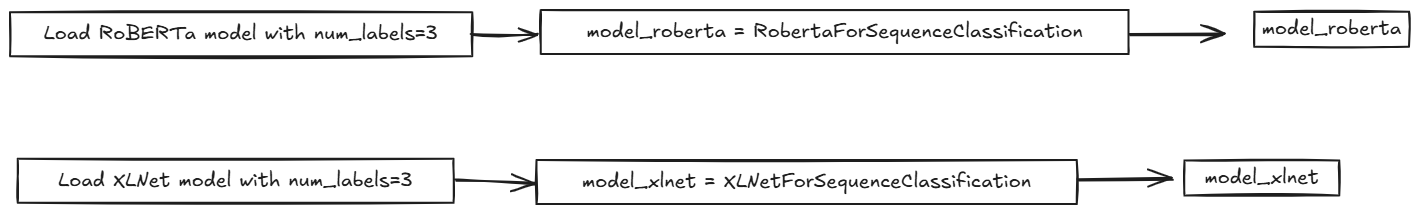 Load RoBERTa model with num_labels=3
model_roberta = RobertaForSequenceClassification
model_roberta
Load XLNet model with num_labels=3
model_xlnet = XLNetForSequenceClassification
model_xlnet